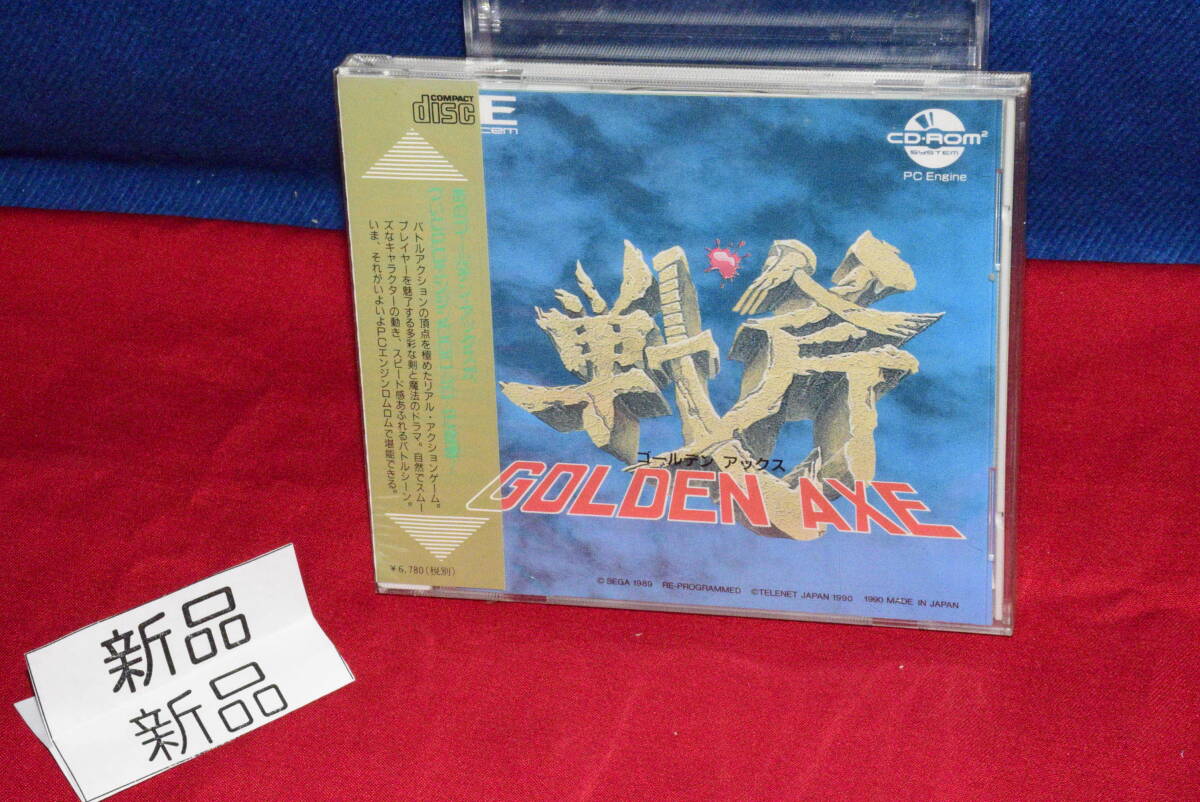 COMPACT
disc
E
CD-ROM²
SYSTEM
PC Engine
バトルアクションの頂点を極めたリアル・アクションゲーム。
プレイヤーを魅了する多彩な剣と魔法のドラマ。自然でスムー
ズなキャラクターの動き、スピード感あふれるバトルシーン。
いま、それがいよいよPCエンジンロムロムで堪能できる。
¥6,780(税別)
戦斧
ゴールデン アックス
GOLDEN AXE
© SEGA 1989 RE-PROGRAMMED ©TELENET JAPAN 1990 1990 MADE IN JAPAN
新品
新品